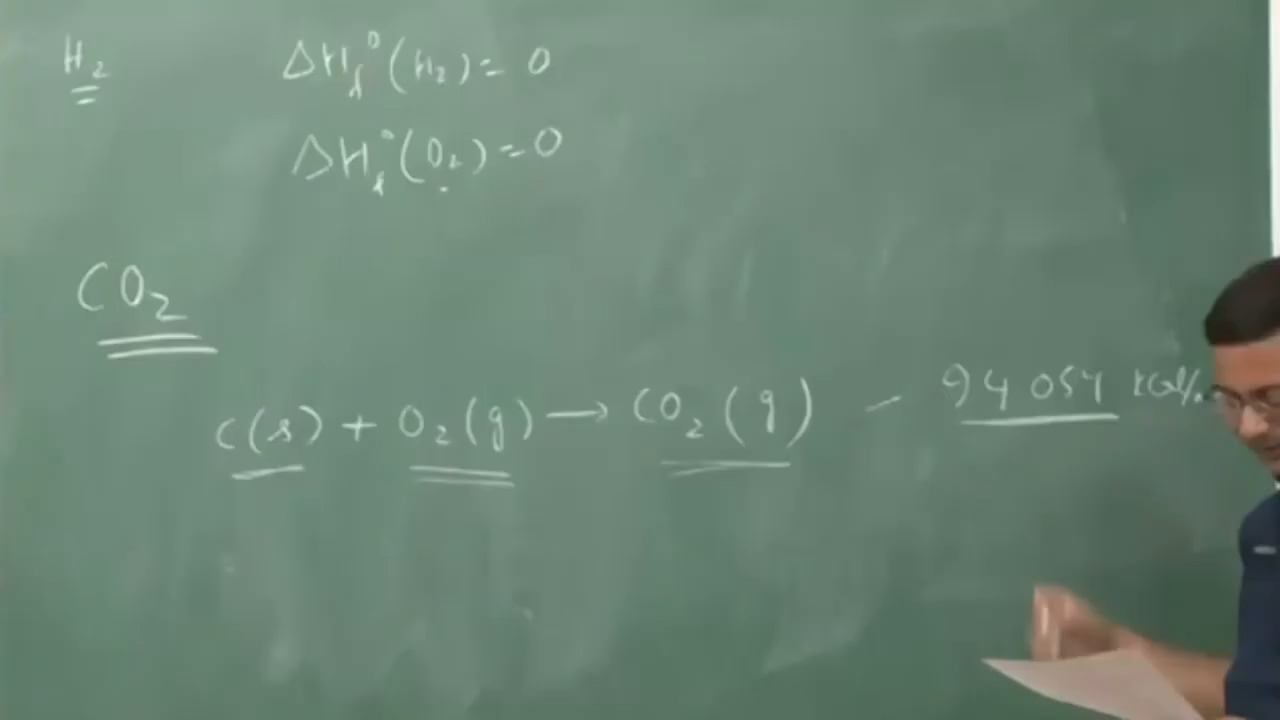 H₂ ΔH°f (H₂) = 0
ΔH°f (O₂) = 0
CO₂
C(s) + O₂(g) → CO₂(g) - 94 054